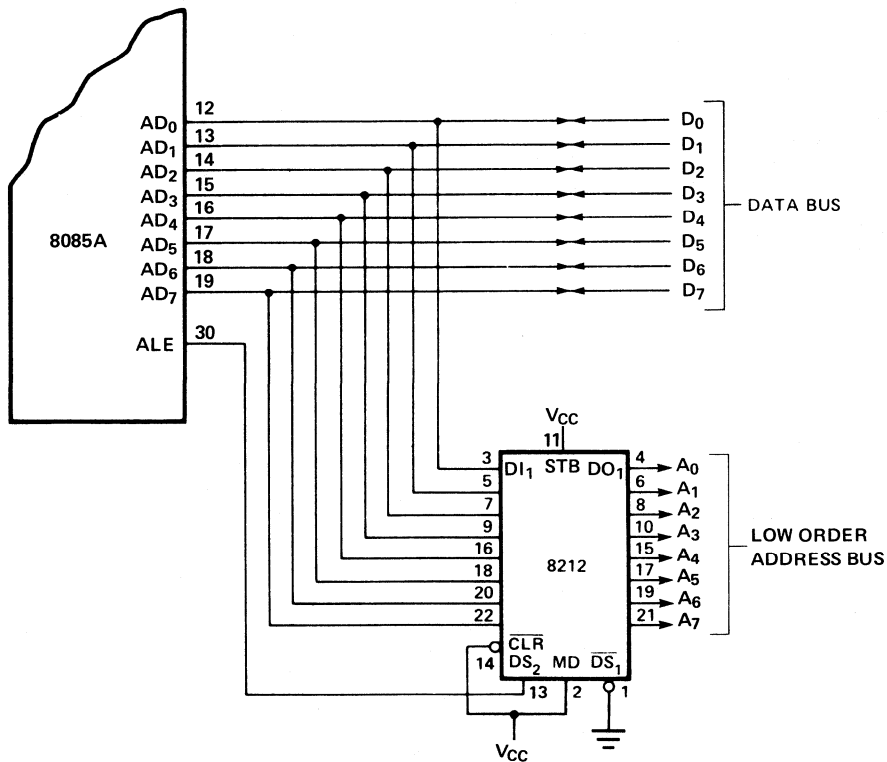 12
AD0 D0
13
AD1 D1
14
AD2 D2
15
AD3 D3
16
AD4 D4
DATA BUS
17
8085A AD5 D5
18
AD6 D6
19
AD7 D7
30
ALE
VCC
11
3 DI1 STB DO1 4 A0
5 6 A1
7 8 A2
9 10 A3
LOW ORDER
ADDRESS BUS
16 8212 15 A4
18 17 A5
20 19 A6
22 21 A7
CLR
14 DS2 MD DS1
13 2 1
VCC